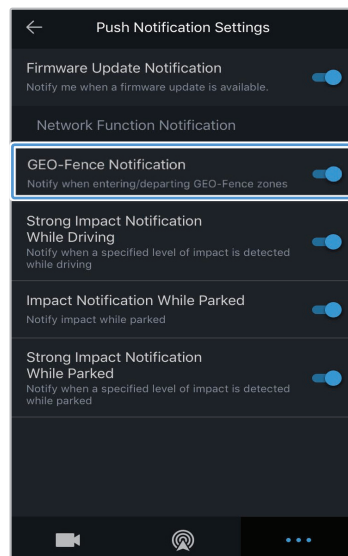 Push Notification Settings
Firmware Update Notification
Notify me when a firmware update is available.
Network Function Notification
GEO-Fence Notification
Notify when entering/departing GEO-Fence zones
Strong Impact Notification
While Driving
Notify when a specified level of impact is detected
while driving
Impact Notification While Parked
Notify impact while parked
Strong Impact Notification
While Parked
Notify when a specified level of impact is detected
while parked